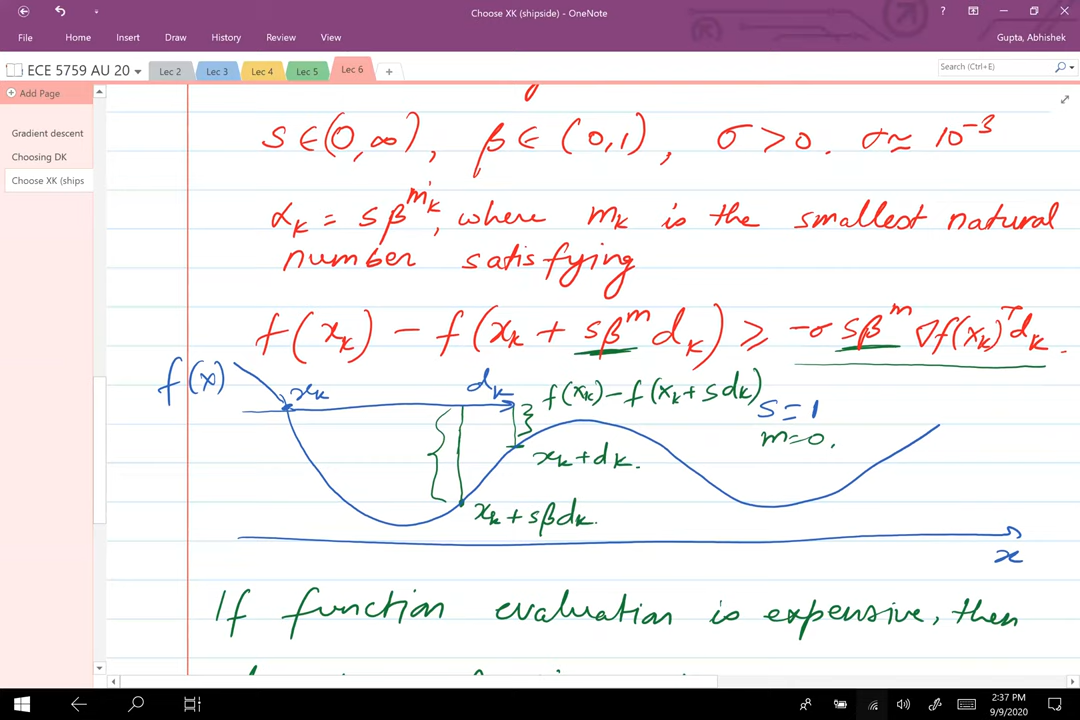 Choose XK (shipside) - OneNote
Gupta, Abhishek
File Home Insert Draw History Review View
ECE 5759 AU 20 Lec 2 Lec 3 Lec 4 Lec 5 Lec 6
Search (Ctrl+E)
Add Page
Gradient descent
Choosing DK
Choose XK (ships
s ∈ (0,∞), β ∈ (0,1), σ > 0. σ ≈ 10^{-3}
α_k = sβ^{m_k}, where m_k is the smallest natural
number satisfying
f(x_k) - f(x_k + sβ^m d_k) ≥ -σ sβ^m ∇f(x_k)^T d_k.
f(x)
x_k
d_k
f(x_k) - f(x_k + s d_k)
s = 1
m = 0.
x_k + d_k.
x_k + sβ d_k.
x
If function evaluation is expensive, then
2:37 PM
9/9/2020